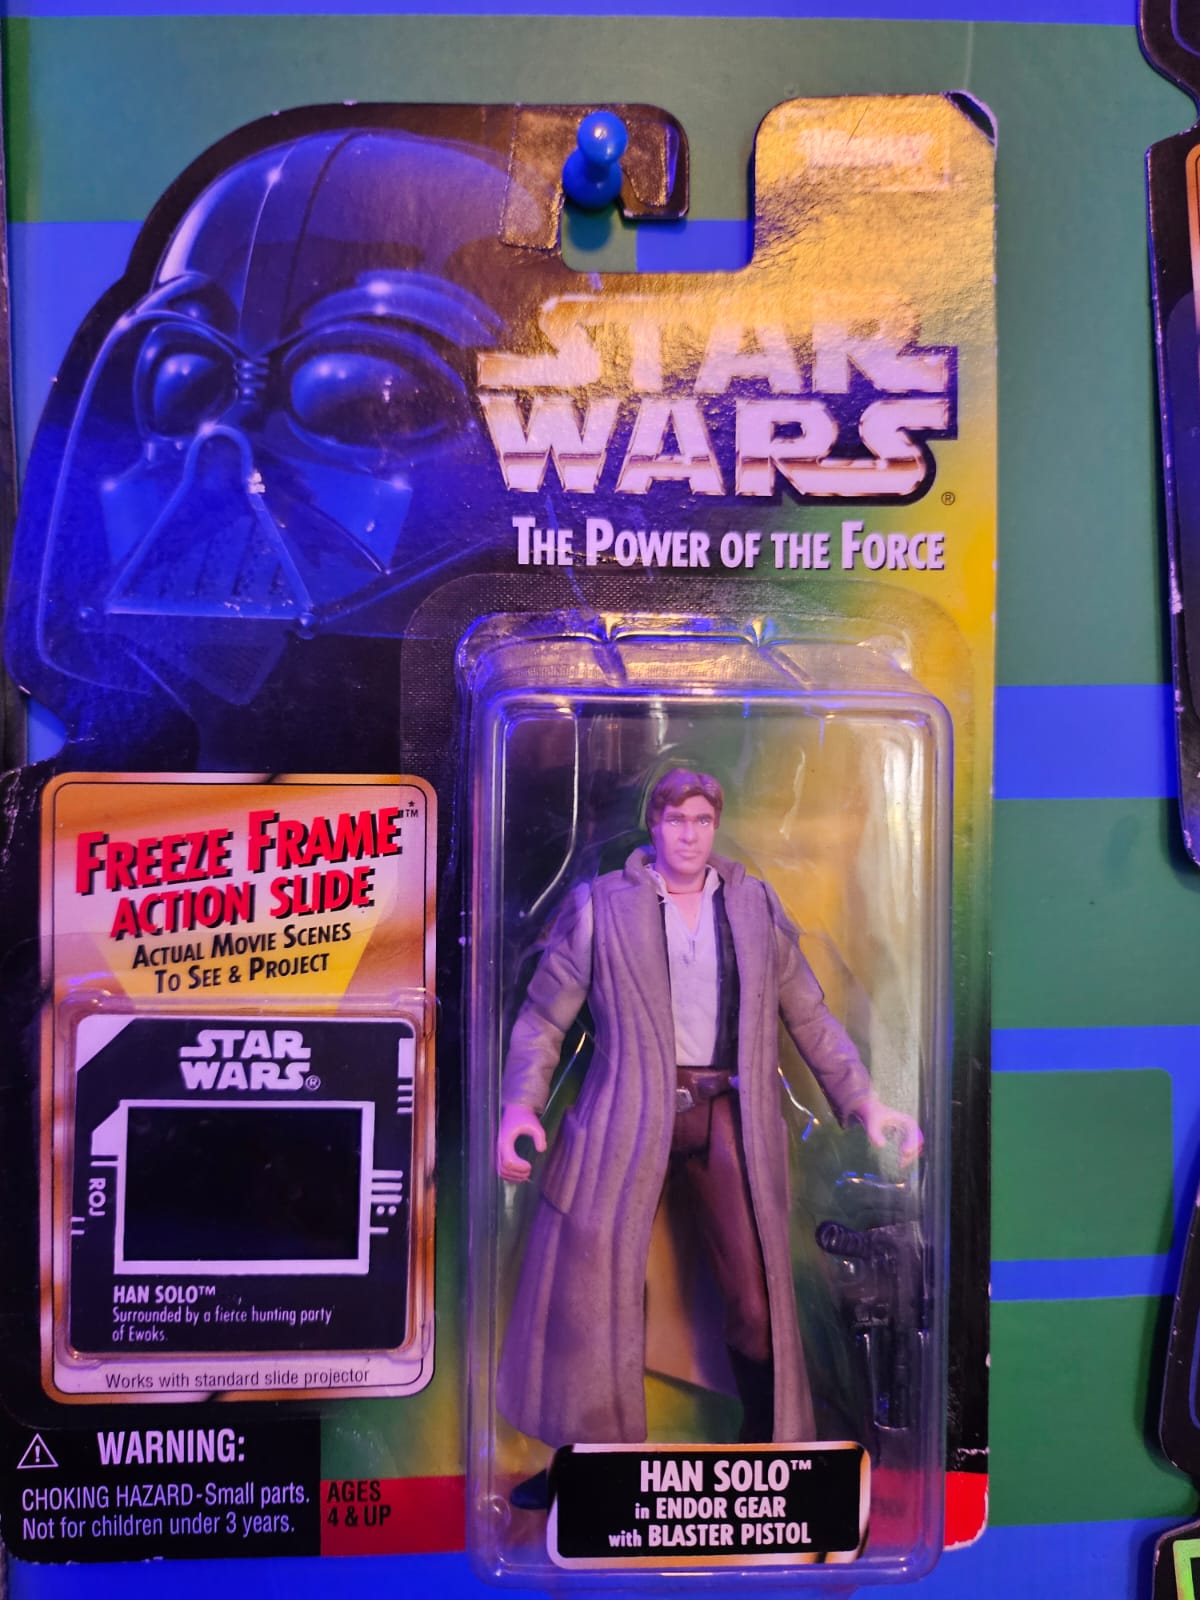 STAR
WARS®
THE POWER OF THE FORCE
FREEZE FRAME™*
ACTION SLIDE
ACTUAL MOVIE SCENES
TO SEE & PROJECT
STAR
WARS®
ROJ
HAN SOLO™
Surrounded by a fierce hunting party
of Ewoks.
Works with standard slide projector
WARNING:
CHOKING HAZARD-Small parts.
Not for children under 3 years.
AGES
4 & UP
HAN SOLO™
in ENDOR GEAR
with BLASTER PISTOL